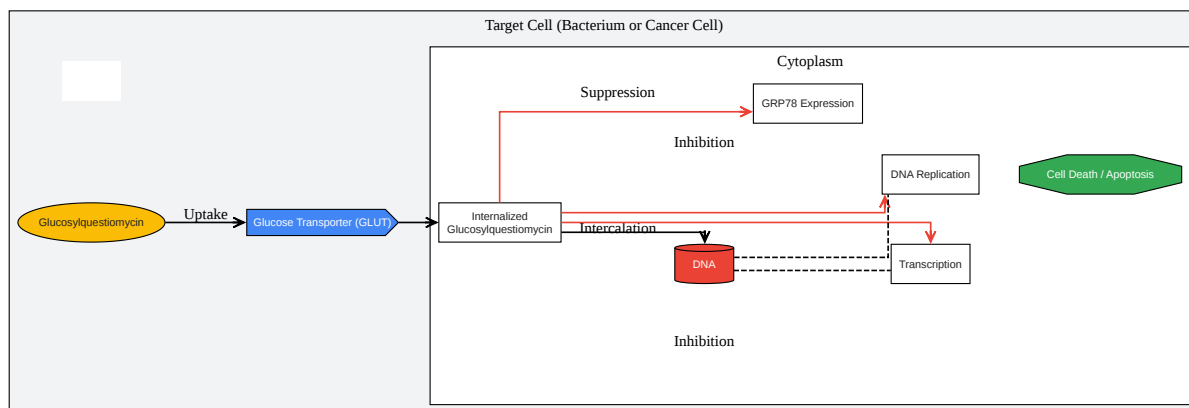 Target Cell (Bacterium or Cancer Cell)
Cytoplasm
Suppression
GRP78 Expression
Inhibition
DNA Replication
Cell Death / Apoptosis
Glucosylquestiomycin
Uptake
Glucose Transporter (GLUT)
Internalized
Glucosylquestiomycin
Intercalation
DNA
Transcription
Inhibition